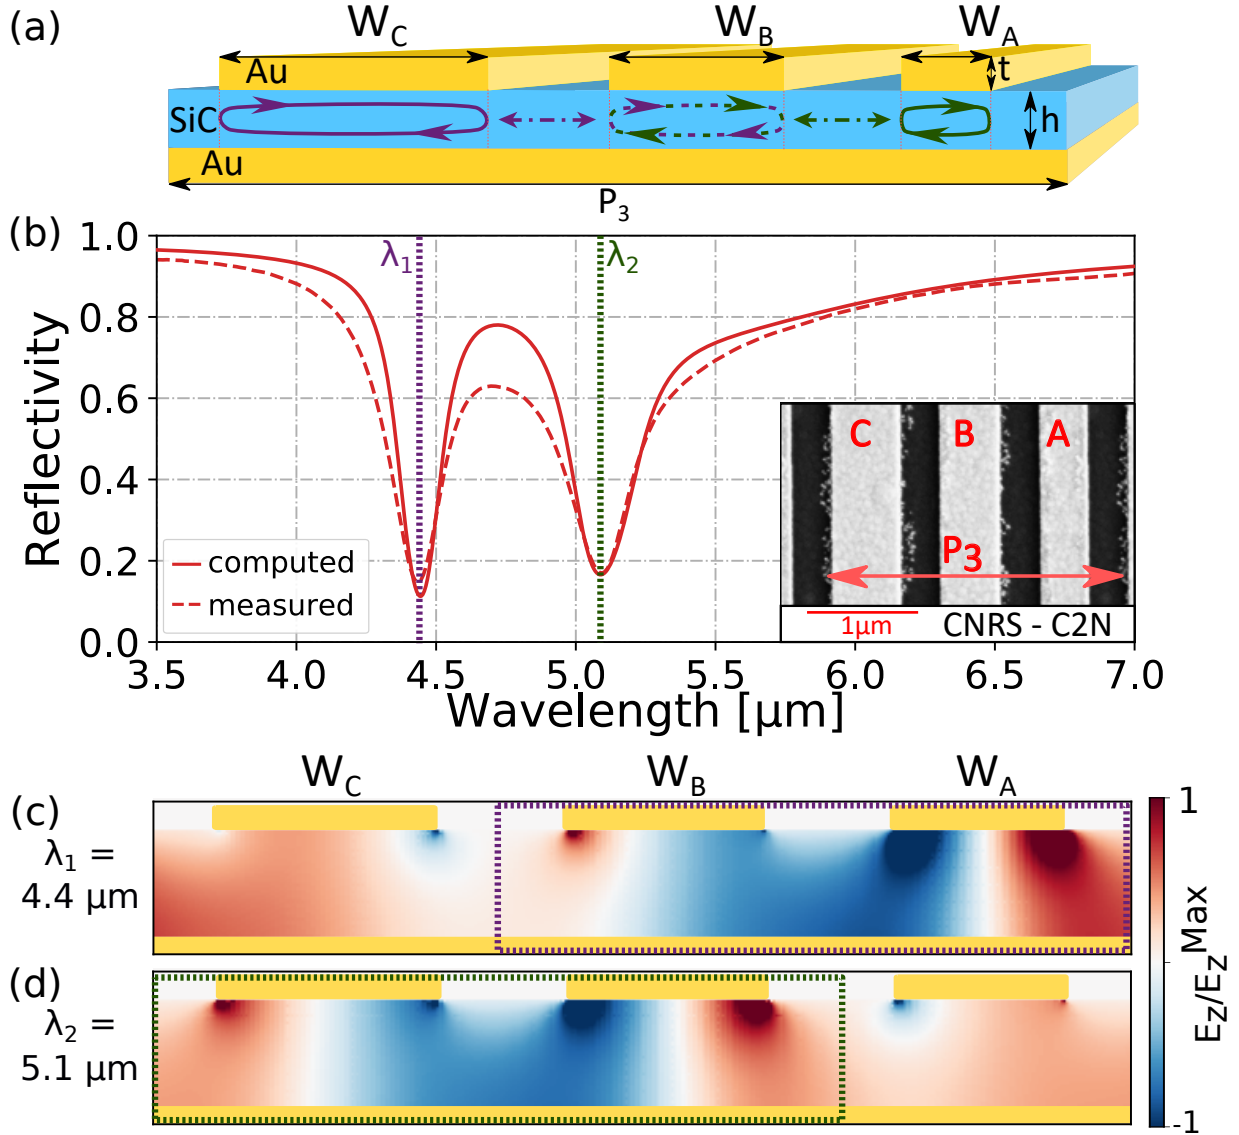 (a)
W_C W_B W_A
Au t
SiC h
Au
P_3
(b)
1.0
0.8
0.6
0.4
0.2
0.0
Reflectivity
λ_1 λ_2
computed
measured
C B A
P_3
1μm CNRS - C2N
3.5 4.0 4.5 5.0 5.5 6.0 6.5 7.0
Wavelength [μm]
W_C W_B W_A
(c)
λ_1 =
4.4 μm
(d)
λ_2 =
5.1 μm
1
E_Z/E_Z^Max
-1